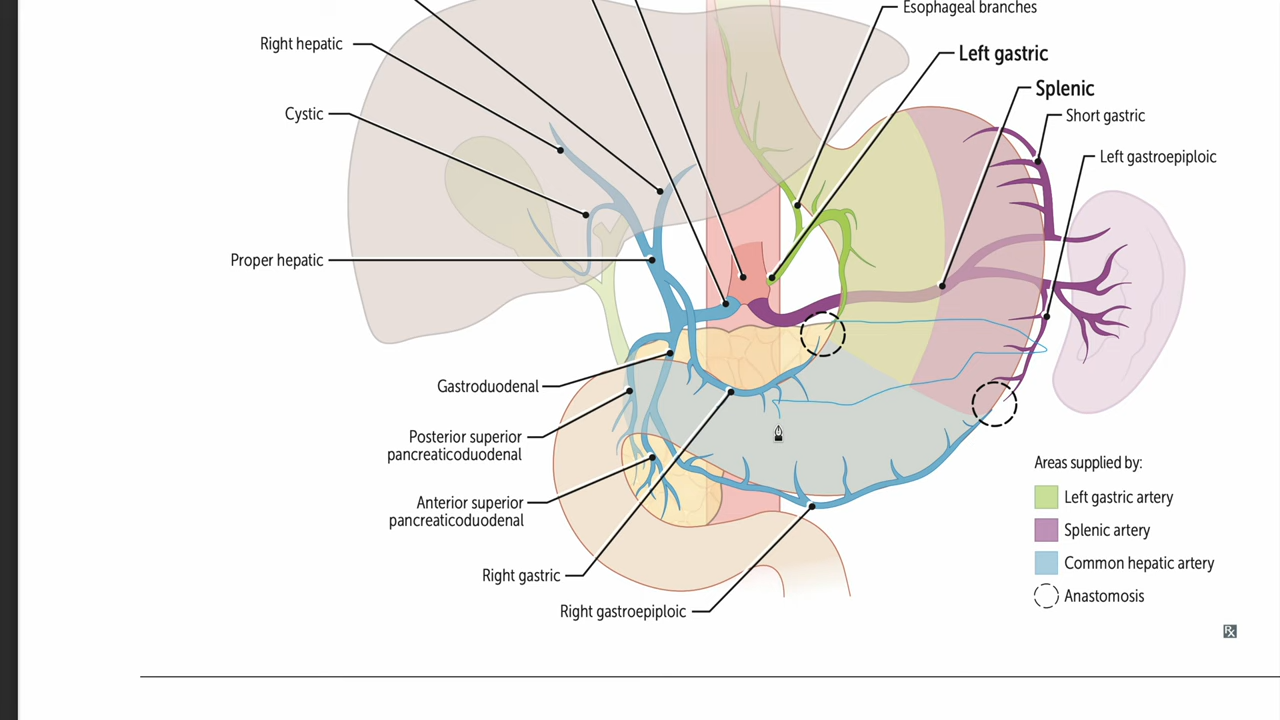 Esophageal branches
Right hepatic
Left gastric
Splenic
Cystic
Short gastric
Left gastroepiploic
Proper hepatic
Gastroduodenal
Posterior superior
pancreaticoduodenal
Areas supplied by:
Left gastric artery
Anterior superior
pancreaticoduodenal
Splenic artery
Common hepatic artery
Right gastric
Anastomosis
Right gastroepiploic
Rx